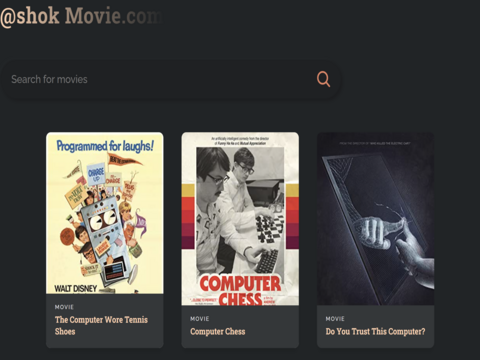 @shok Movie.com
Search for movies
Programmed for laughs!
WALT DISNEY
COMPUTER
CHESS
MOVIE
The Computer Wore Tennis
Shoes
MOVIE
Computer Chess
MOVIE
Do You Trust This Computer?